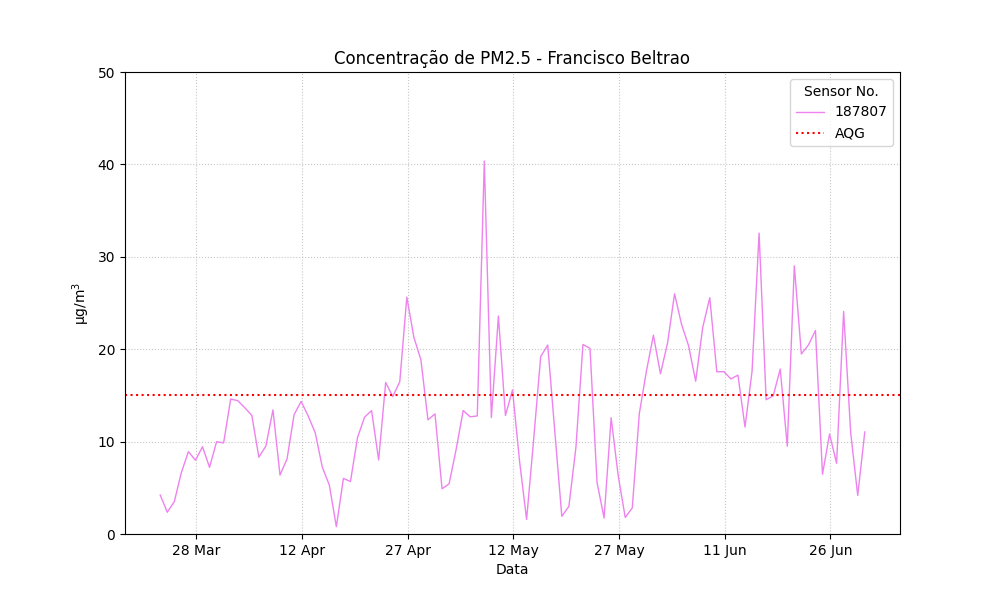 Concentração de PM2.5 - Francisco Beltrao
Sensor No.
187807
AQG
50
40
30
20
10
0
µg/m³
28 Mar
12 Apr
27 Apr
12 May
27 May
11 Jun
26 Jun
Data